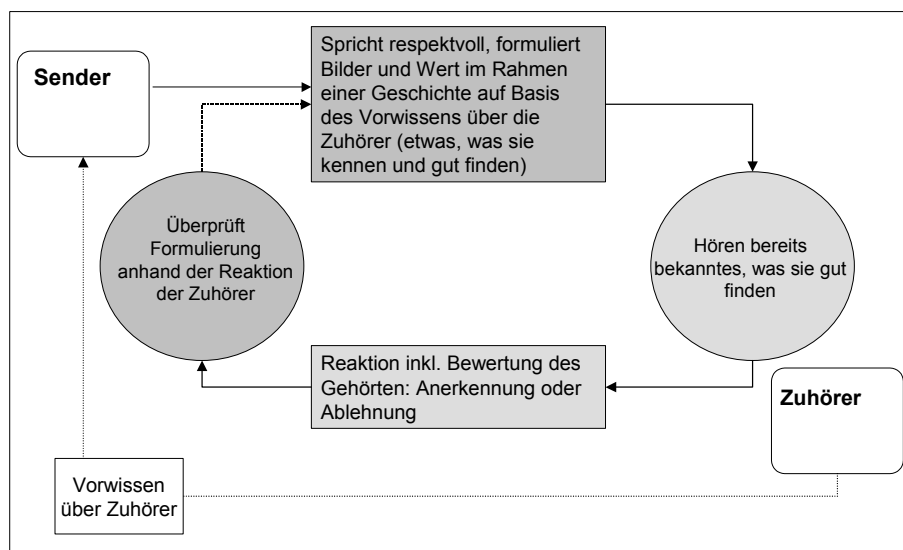 Sender
Spricht respektvoll, formuliert
Bilder und Wert im Rahmen
einer Geschichte auf Basis
des Vorwissens über die
Zuhörer (etwas, was sie
kennen und gut finden)
Überprüft
Formulierung
anhand der Reaktion
der Zuhörer
Hören bereits
bekanntes, was sie gut
finden
Reaktion inkl. Bewertung des
Gehörten: Anerkennung oder
Ablehnung
Zuhörer
Vorwissen
über Zuhörer